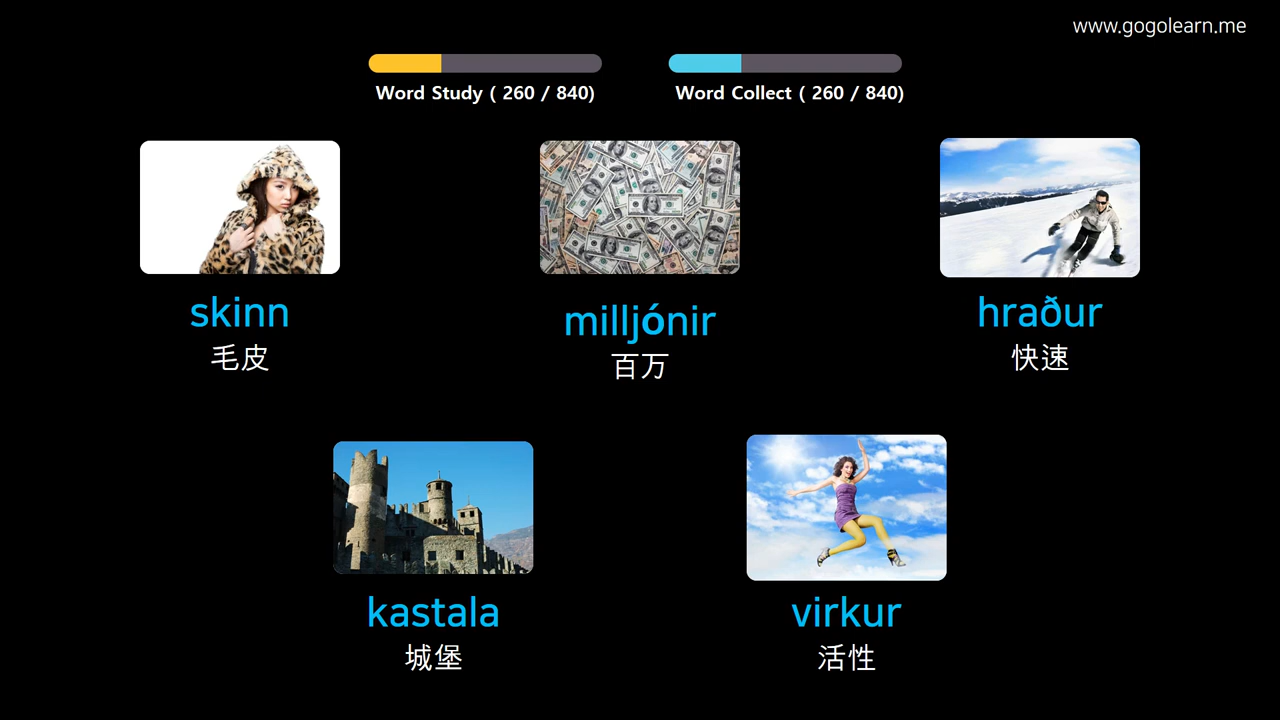 www.gogolearn.me
Word Study ( 260 / 840)
Word Collect ( 260 / 840)
skinn
毛皮
milljónir
百万
hraður
快速
kastala
城堡
virkur
活性